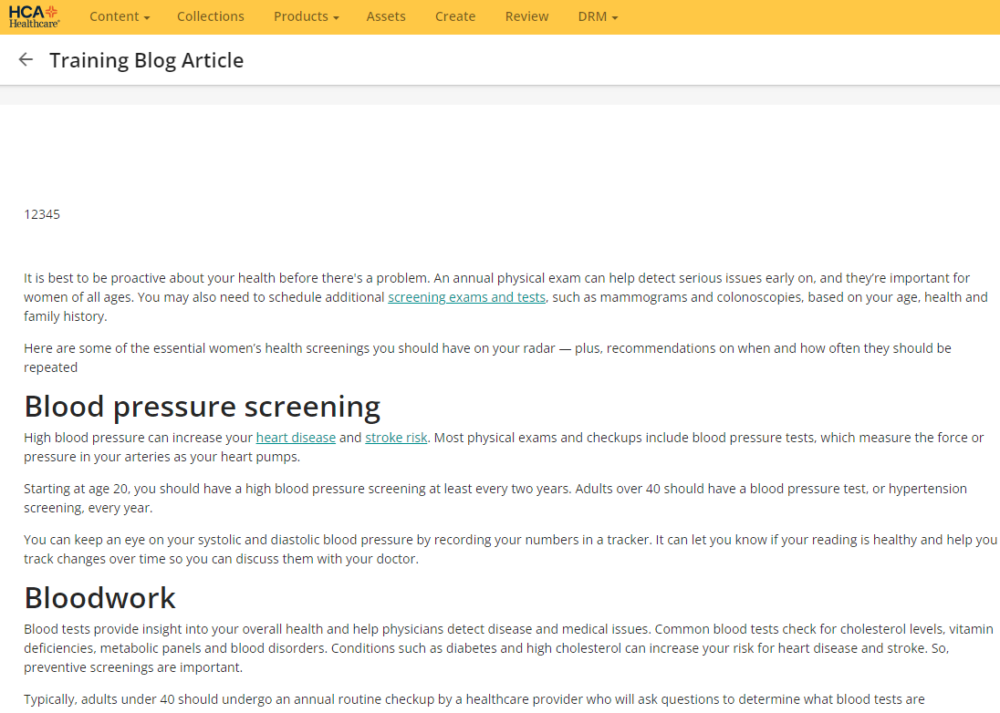 HCA Healthcare®
Content Collections Products Assets Create Review DRM
Training Blog Article
12345
It is best to be proactive about your health before there's a problem. An annual physical exam can help detect serious issues early on, and they’re important for
women of all ages. You may also need to schedule additional screening exams and tests, such as mammograms and colonoscopies, based on your age, health and
family history.
Here are some of the essential women’s health screenings you should have on your radar — plus, recommendations on when and how often they should be
repeated
Blood pressure screening
High blood pressure can increase your heart disease and stroke risk. Most physical exams and checkups include blood pressure tests, which measure the force or
pressure in your arteries as your heart pumps.
Starting at age 20, you should have a high blood pressure screening at least every two years. Adults over 40 should have a blood pressure test, or hypertension
screening, every year.
You can keep an eye on your systolic and diastolic blood pressure by recording your numbers in a tracker. It can let you know if your reading is healthy and help you
track changes over time so you can discuss them with your doctor.
Bloodwork
Blood tests provide insight into your overall health and help physicians detect disease and medical issues. Common blood tests check for cholesterol levels, vitamin
deficiencies, metabolic panels and blood disorders. Conditions such as diabetes and high cholesterol can increase your risk for heart disease and stroke. So,
preventive screenings are important.
Typically, adults under 40 should undergo an annual routine checkup by a healthcare provider who will ask questions to determine what blood tests are